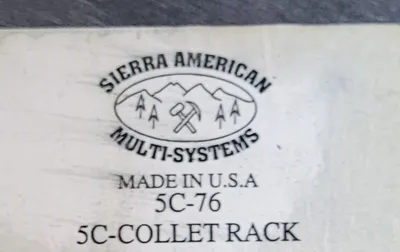 SIERRA AMERICAN
MULTI-SYSTEMS
MADE IN U.S.A
5C-76
5C-COLLET RACK